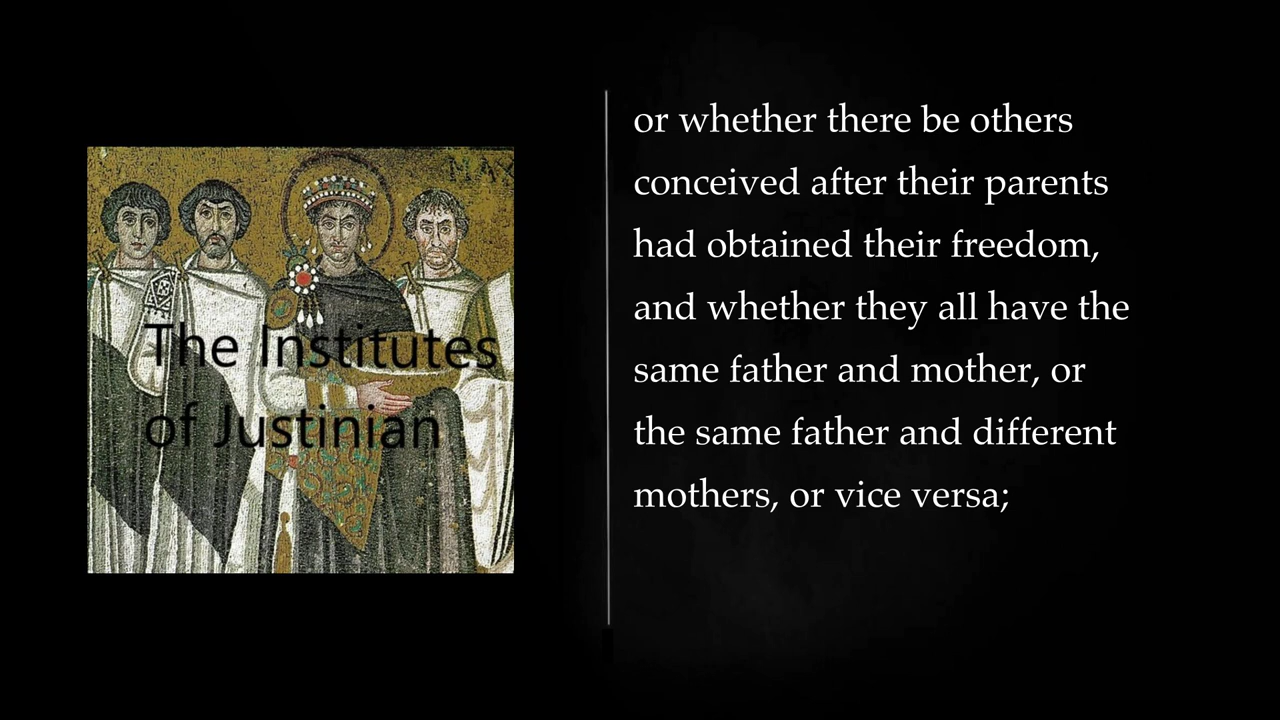 The Institutes
of Justinian
or whether there be others
conceived after their parents
had obtained their freedom,
and whether they all have the
same father and mother, or
the same father and different
mothers, or vice versa;